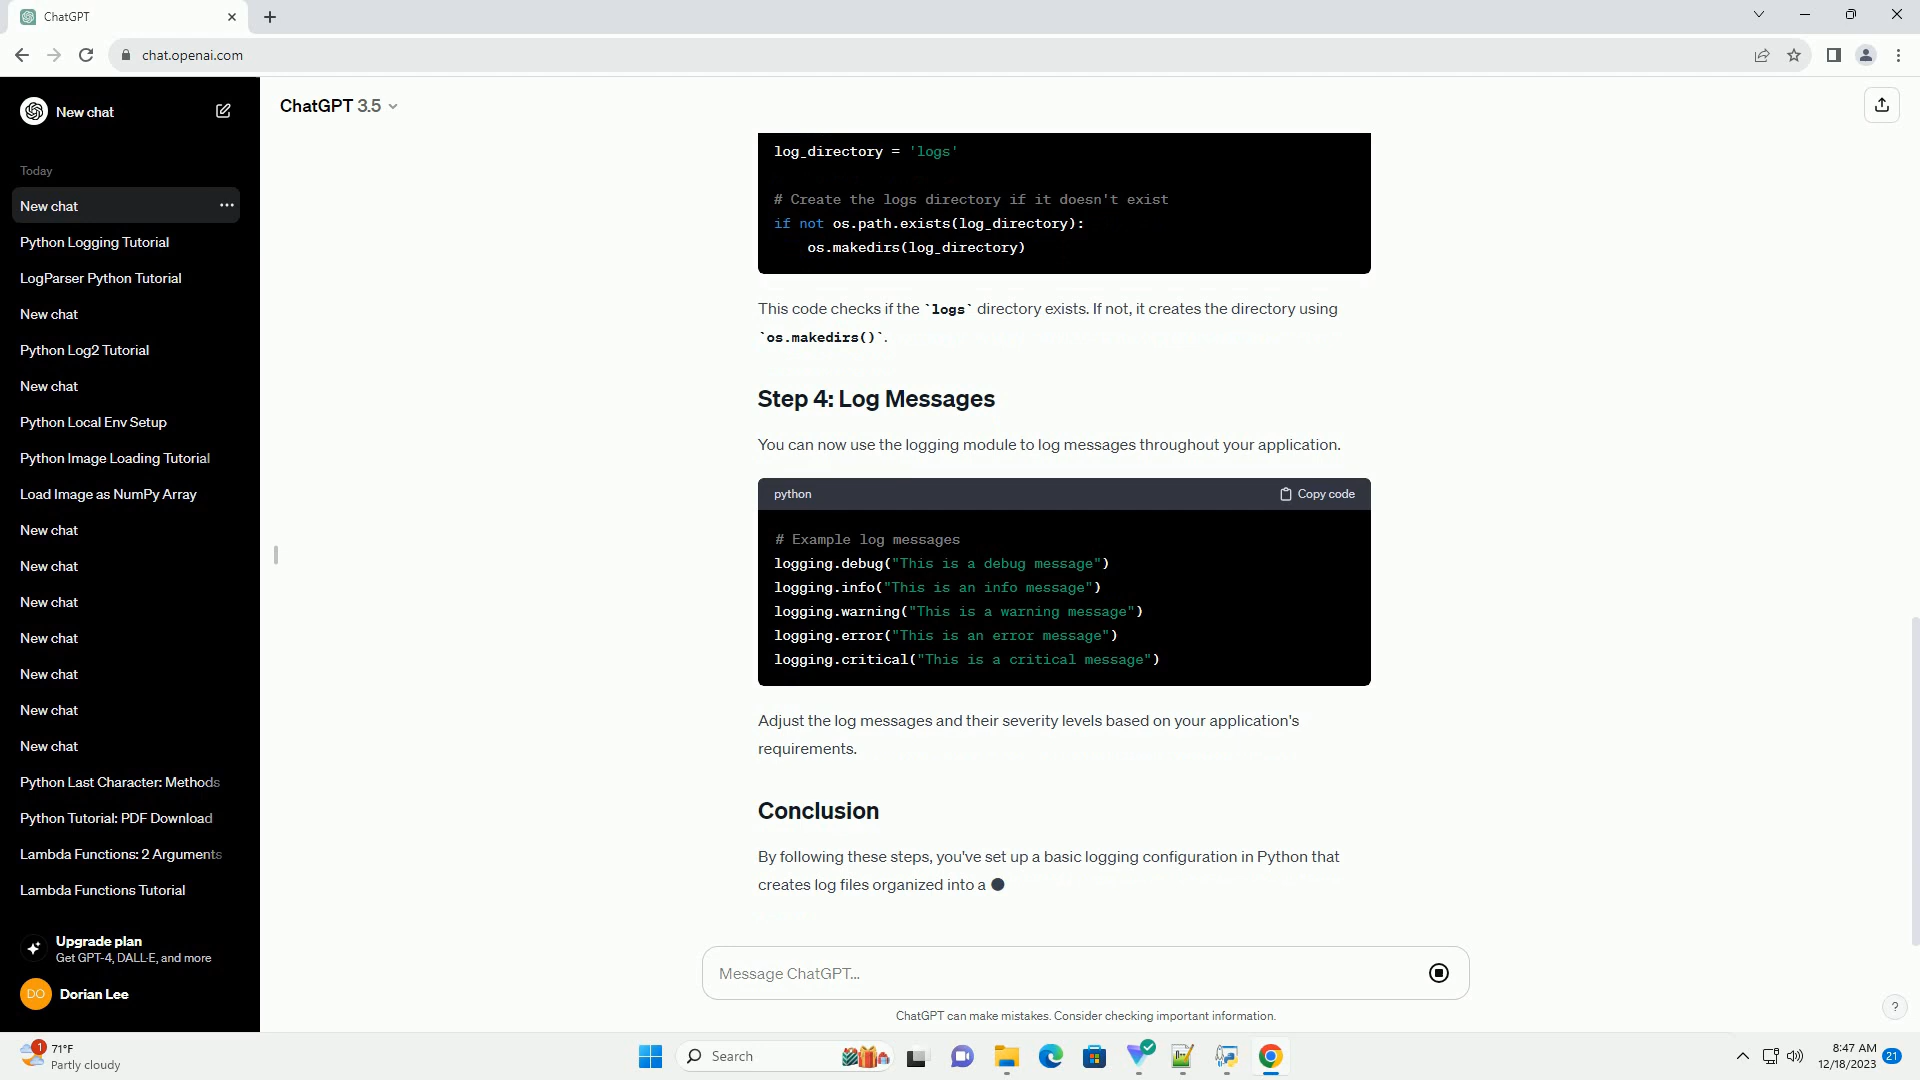 ChatGPT
chat.openai.com
New chat
Today
New chat
Python Logging Tutorial
LogParser Python Tutorial
New chat
Python Log2 Tutorial
New chat
Python Local Env Setup
Python Image Loading Tutorial
Load Image as NumPy Array
New chat
New chat
New chat
New chat
New chat
New chat
New chat
Python Last Character: Methods
Python Tutorial: PDF Download
Lambda Functions: 2 Arguments
Lambda Functions Tutorial
Upgrade plan
Get GPT-4, DALL·E, and more
DO
Dorian Lee
ChatGPT 3.5
log_directory = 'logs'
# Create the logs directory if it doesn't exist
if not os.path.exists(log_directory):
os.makedirs(log_directory)
This code checks if the `logs` directory exists. If not, it creates the directory using
`os.makedirs()`.
Step 4: Log Messages
You can now use the logging module to log messages throughout your application.
python
Copy code
# Example log messages
logging.debug("This is a debug message")
logging.info("This is an info message")
logging.warning("This is a warning message")
logging.error("This is an error message")
logging.critical("This is a critical message")
Adjust the log messages and their severity levels based on your application's
requirements.
Conclusion
By following these steps, you've set up a basic logging configuration in Python that
creates log files organized into a
Message ChatGPT...
ChatGPT can make mistakes. Consider checking important information.
?
1
71°F
Partly cloudy
Search
8:47 AM
12/18/2023
21